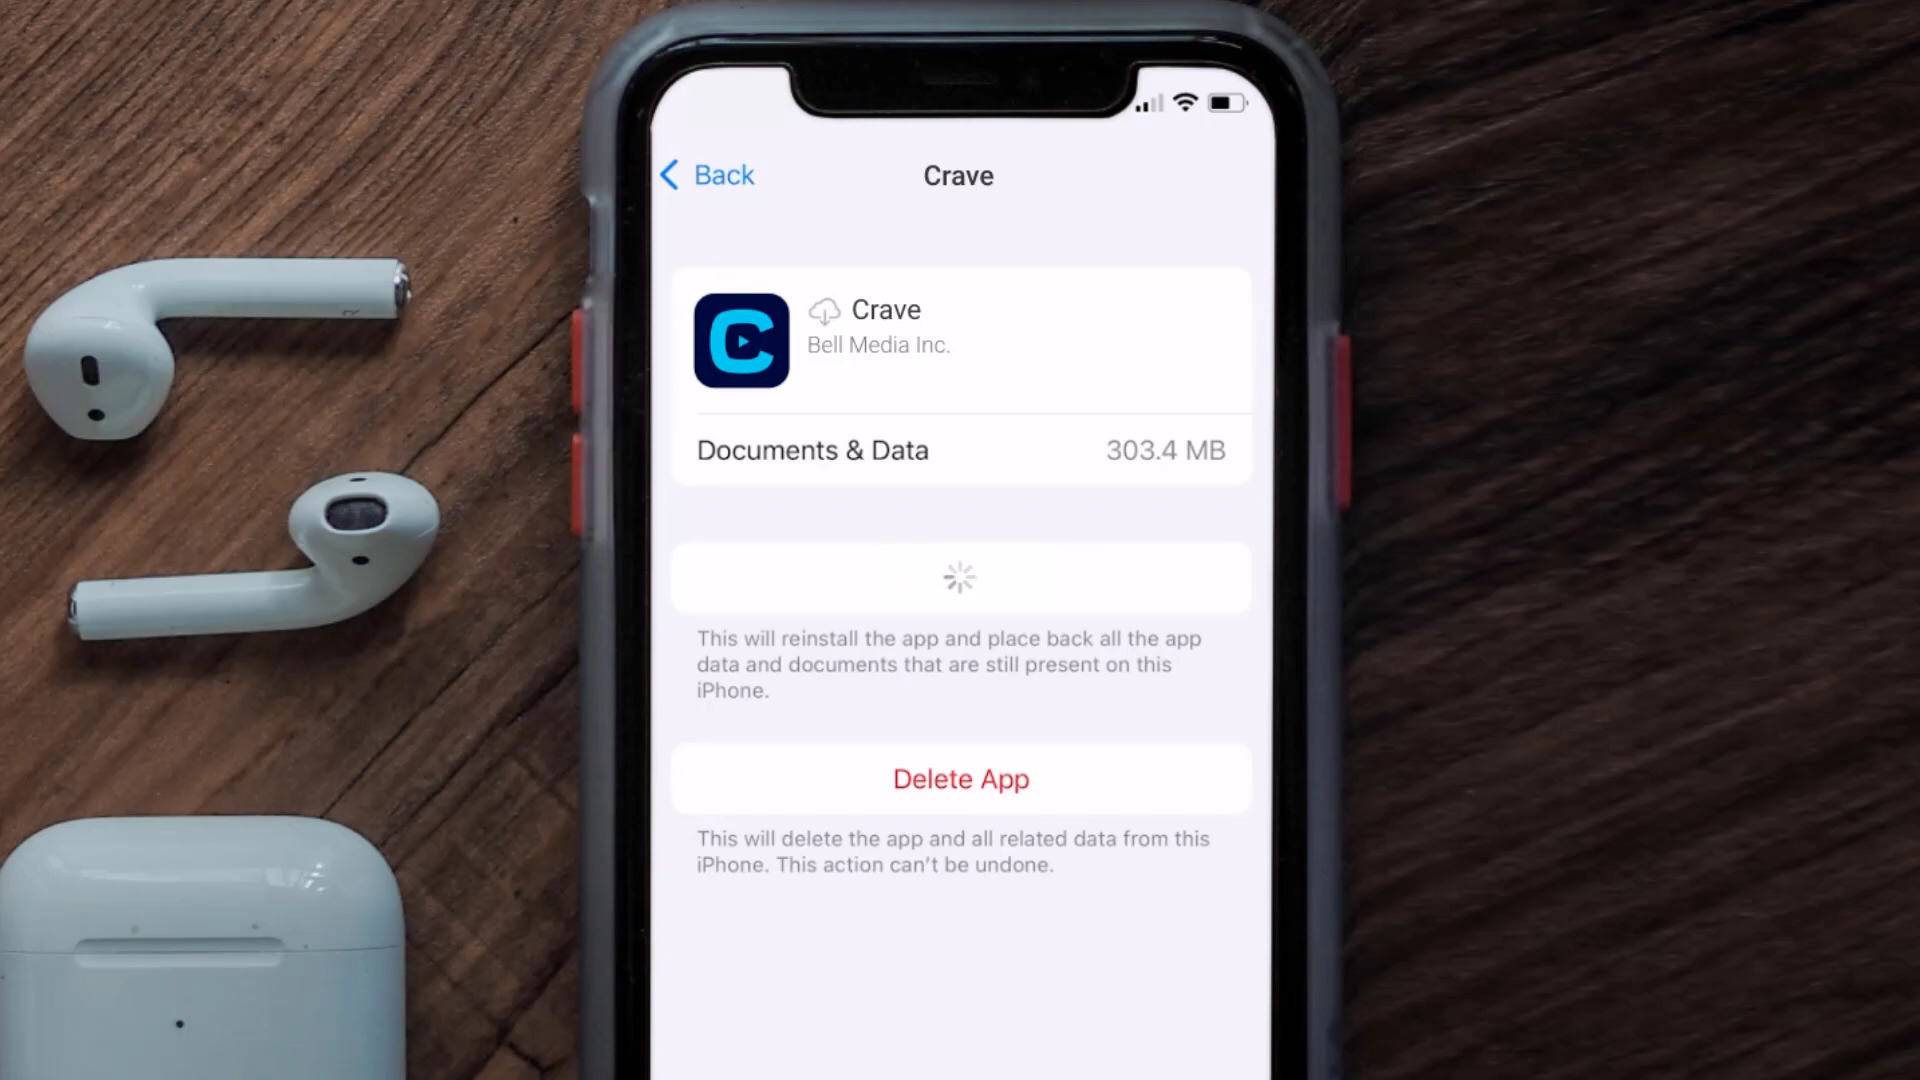 Back
Crave
Crave
Bell Media Inc.
Documents & Data 303.4 MB
This will reinstall the app and place back all the app
data and documents that are still present on this
iPhone.
Delete App
This will delete the app and all related data from this
iPhone. This action can't be undone.
R